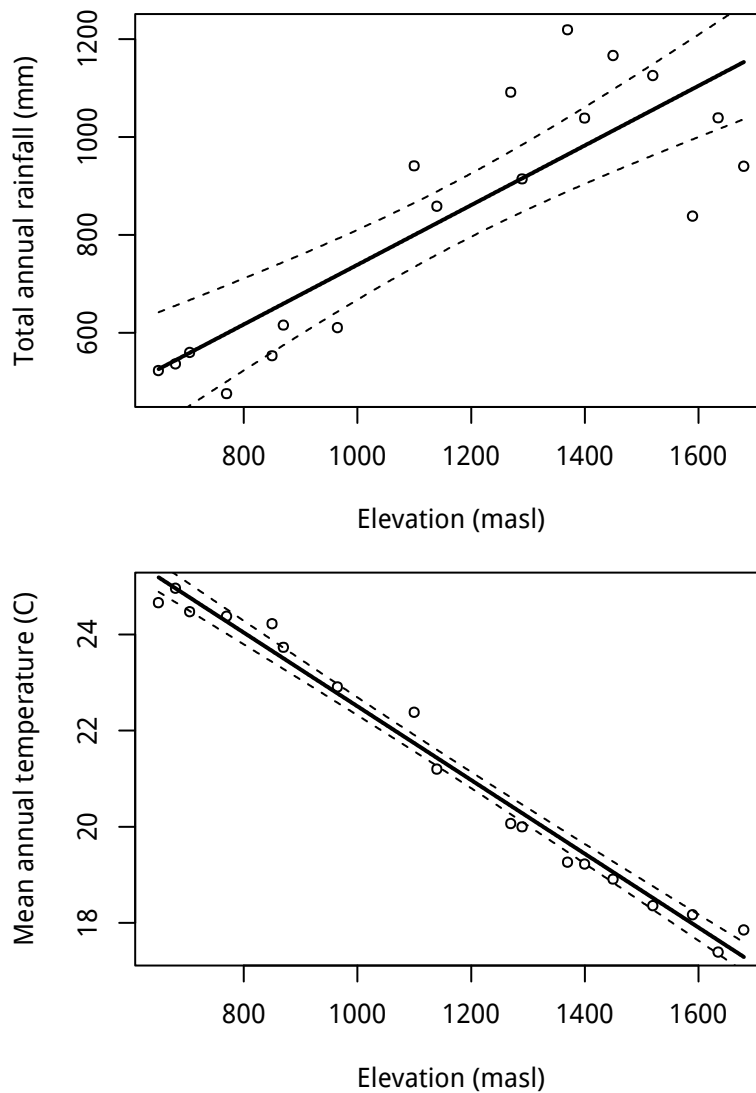 Total annual rainfall (mm)
1200
1000
800
600
800 1000 1200 1400 1600
Elevation (masl)
Mean annual temperature (C)
24
22
20
18
800 1000 1200 1400 1600
Elevation (masl)